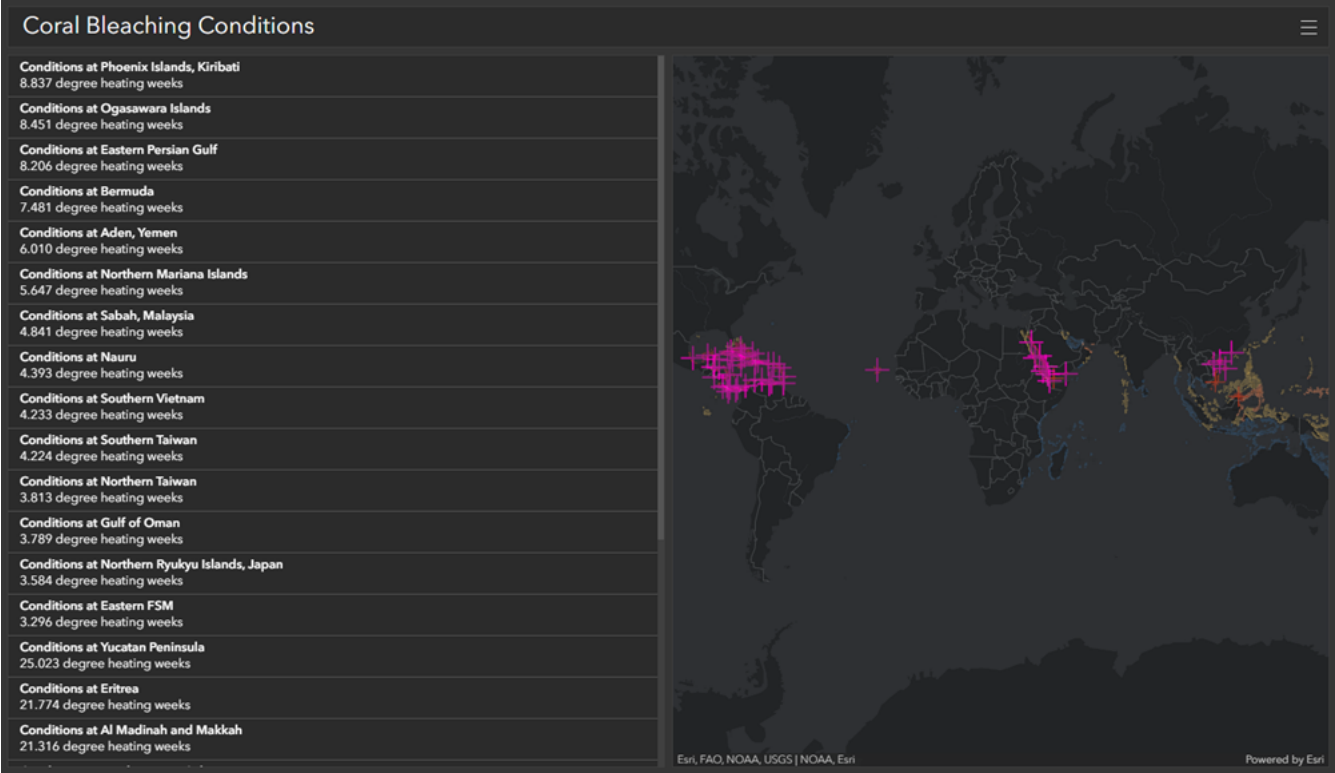 Coral Bleaching Conditions
Conditions at Phoenix Islands, Kiribati
8.837 degree heating weeks
Conditions at Ogasawara Islands
8.451 degree heating weeks
Conditions at Eastern Persian Gulf
8.206 degree heating weeks
Conditions at Bermuda
7.481 degree heating weeks
Conditions at Aden, Yemen
6.010 degree heating weeks
Conditions at Northern Mariana Islands
5.647 degree heating weeks
Conditions at Sabah, Malaysia
4.841 degree heating weeks
Conditions at Nauru
4.393 degree heating weeks
Conditions at Southern Vietnam
4.233 degree heating weeks
Conditions at Southern Taiwan
4.224 degree heating weeks
Conditions at Northern Taiwan
3.813 degree heating weeks
Conditions at Gulf of Oman
3.789 degree heating weeks
Conditions at Northern Ryukyu Islands, Japan
3.584 degree heating weeks
Conditions at Eastern FSM
3.296 degree heating weeks
Conditions at Yucatan Peninsula
25.023 degree heating weeks
Conditions at Eritrea
21.774 degree heating weeks
Conditions at Al Madinah and Makkah
21.316 degree heating weeks
Esri, FAO, NOAA, USGS | NOAA, Esri
Powered by Esri